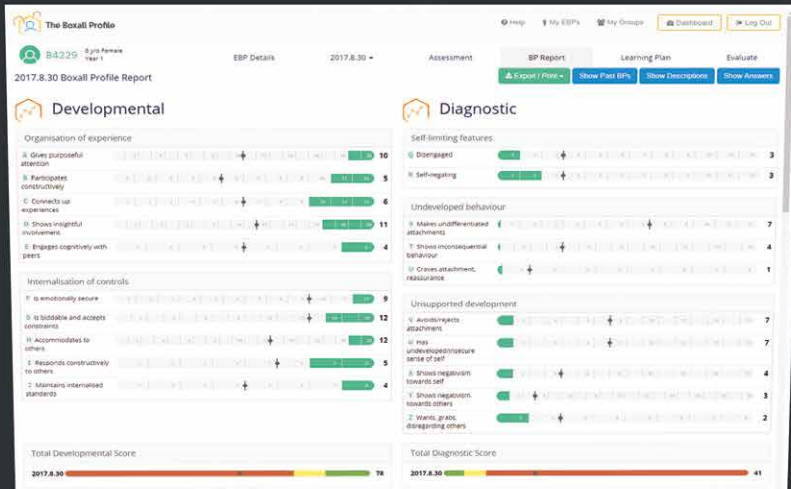 The Boxall Profile
Help
My EBPs
My Groups
Dashboard
Log Out
B4229
8 y/o Female
Year 1
EBP Details
2017.8.30
Assessment
BP Report
Learning Plan
Evaluate
2017.8.30 Boxall Profile Report
Export / Print
Show Past BPs
Show Descriptions
Show Answers
Developmental
Organisation of experience
A Gives purposeful
attention
10
B Participates
constructively
5
C Connects up
experiences
6
D Shows insightful
involvement
11
E Engages cognitively with
peers
4
Internalisation of controls
F Is emotionally secure
9
G Is biddable and accepts
constraints
12
H Accommodates to
others
12
I Responds constructively
to others
5
J Maintains internalised
standards
4
Total Developmental Score
2017.8.30
78
Diagnostic
Self-limiting features
Q Disengaged
3
R Self-negating
3
Undeveloped behaviour
S Makes undifferentiated
attachments
7
T Shows inconsequential
behaviour
4
U Craves attachment,
reassurance
1
Unsupported development
V Avoids/rejects
attachment
7
W Has
undeveloped/insecure
sense of self
7
X Shows negativism
towards self
4
Y Shows negativism
towards others
3
Z Wants, grabs,
disregarding others
2
Total Diagnostic Score
2017.8.30
41